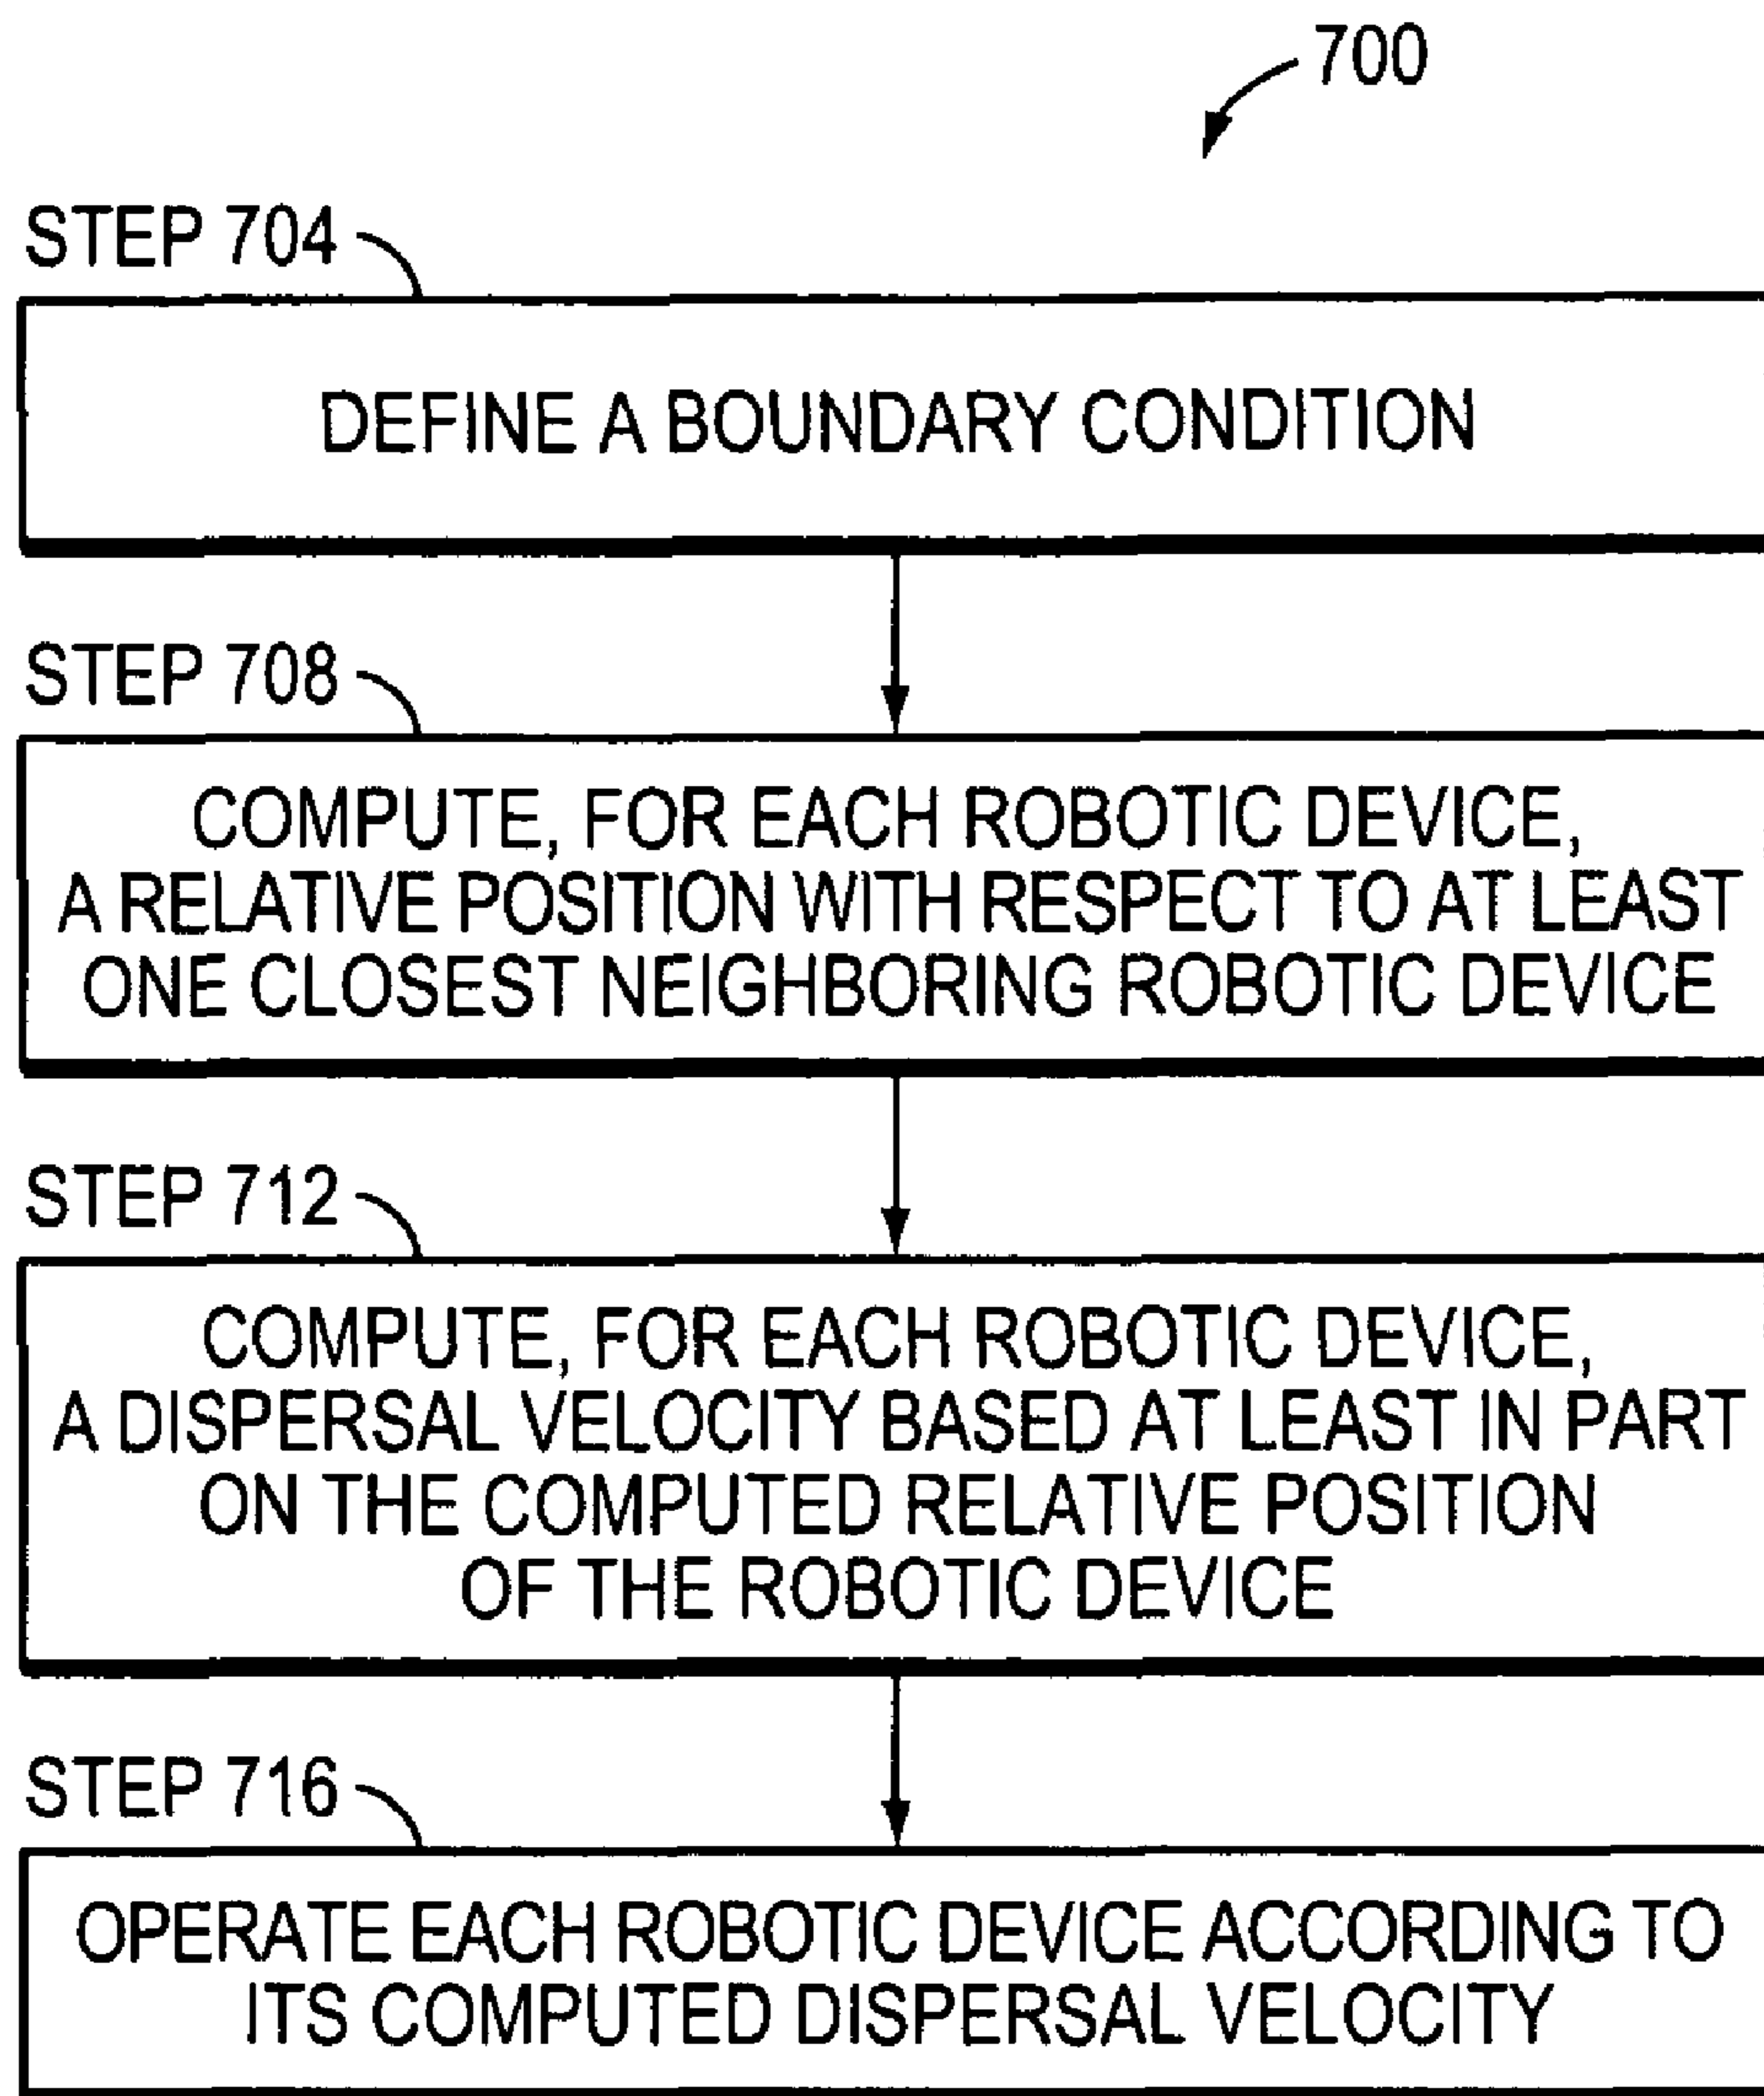 700
STEP 704
DEFINE A BOUNDARY CONDITION
STEP 708
COMPUTE, FOR EACH ROBOTIC DEVICE,
A RELATIVE POSITION WITH RESPECT TO AT LEAST
ONE CLOSEST NEIGHBORING ROBOTIC DEVICE
STEP 712
COMPUTE, FOR EACH ROBOTIC DEVICE,
A DISPERSAL VELOCITY BASED AT LEAST IN PART
ON THE COMPUTED RELATIVE POSITION
OF THE ROBOTIC DEVICE
STEP 716
OPERATE EACH ROBOTIC DEVICE ACCORDING TO
ITS COMPUTED DISPERSAL VELOCITY